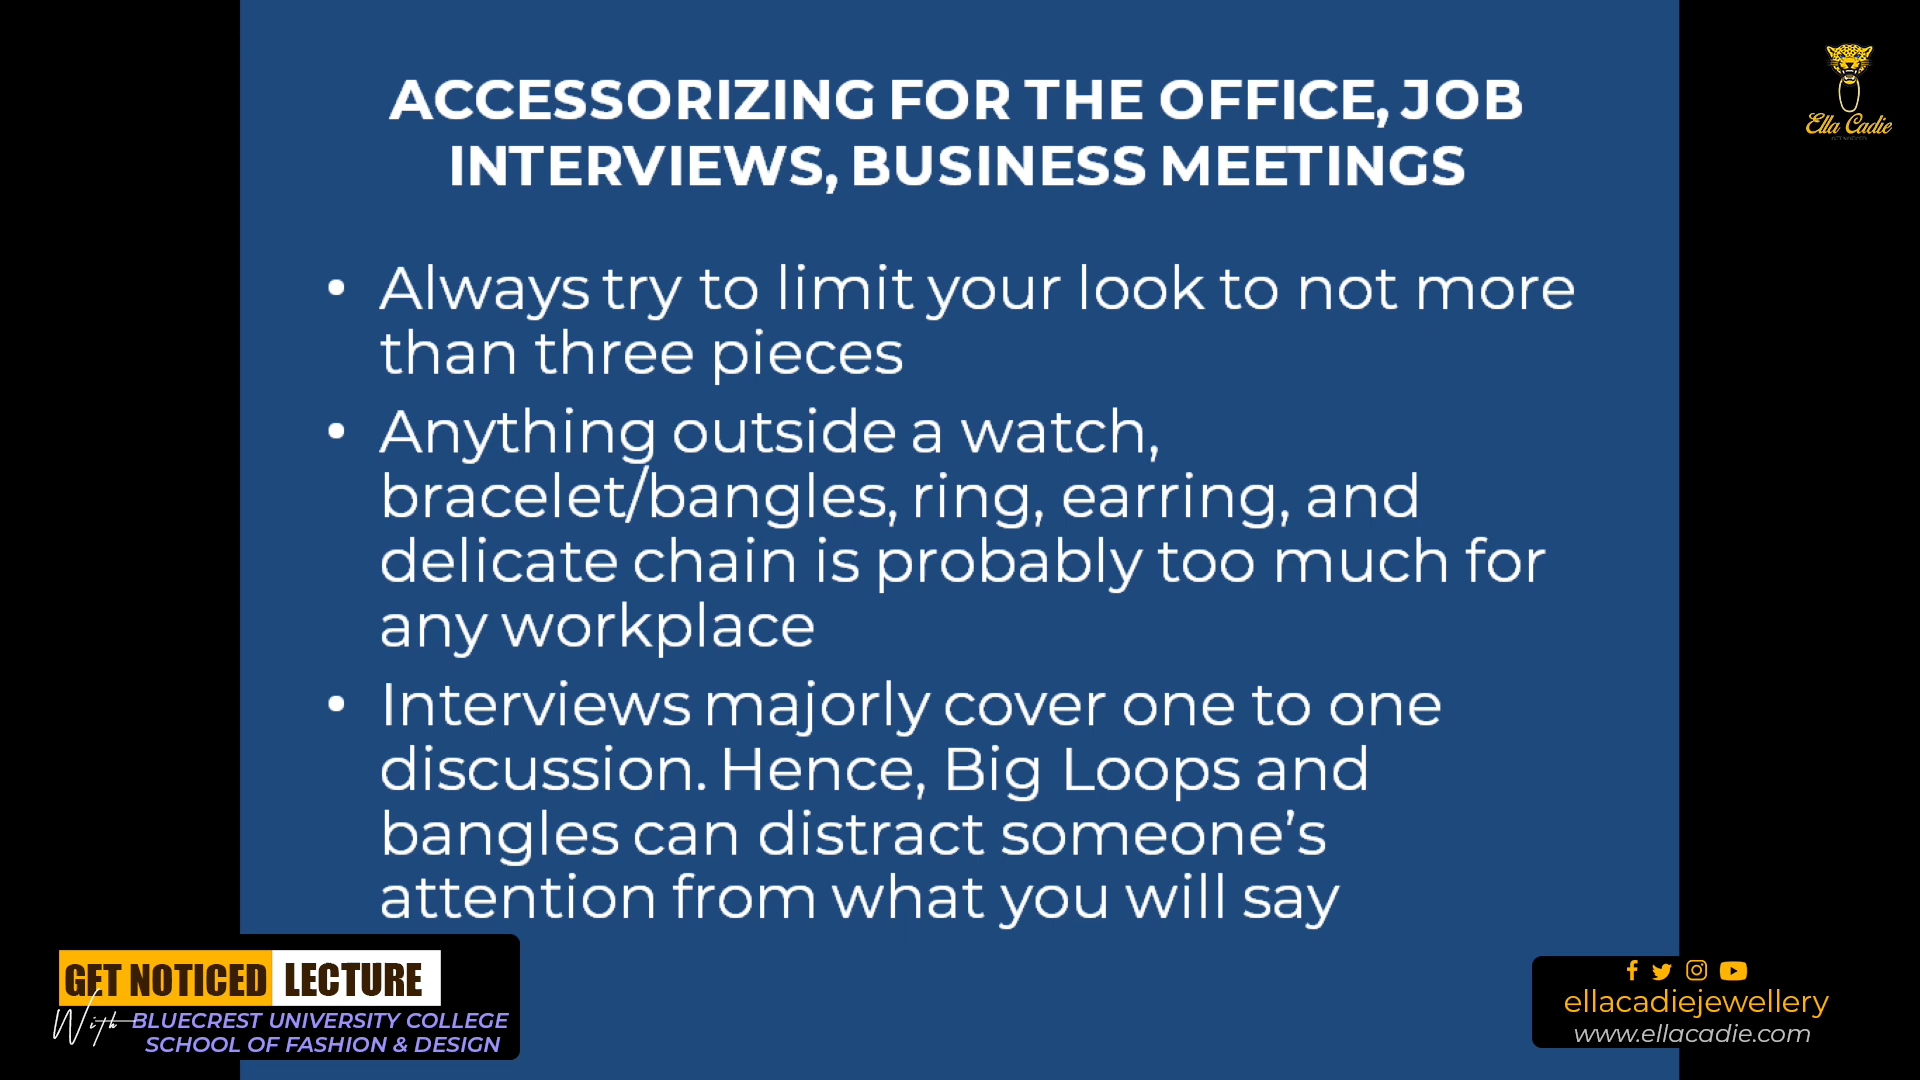 ACCESSORIZING FOR THE OFFICE, JOB
INTERVIEWS, BUSINESS MEETINGS
• Always try to limit your look to not more
than three pieces
• Anything outside a watch,
bracelet/bangles, ring, earring, and
delicate chain is probably too much for
any workplace
• Interviews majorly cover one to one
discussion. Hence, Big Loops and
bangles can distract someone’s
attention from what you will say
Ella Cadie
GET NOTICED LECTURE
With BLUECREST UNIVERSITY COLLEGE
SCHOOL OF FASHION & DESIGN
ellacadiejewellery
www.ellacadie.com